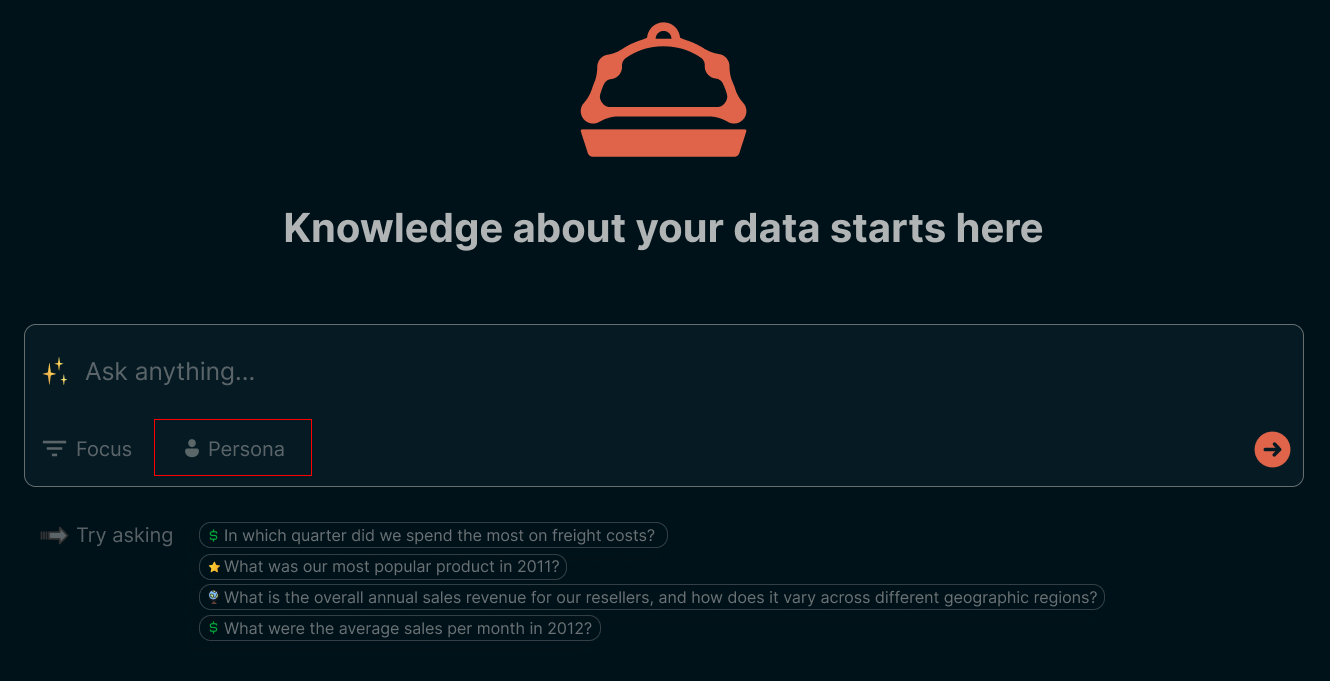 Knowledge about your data starts here
Ask anything...
Focus
Persona
Try asking
In which quarter did we spend the most on freight costs?
What was our most popular product in 2011?
What is the overall annual sales revenue for our resellers, and how does it vary across different geographic regions?
What were the average sales per month in 2012?